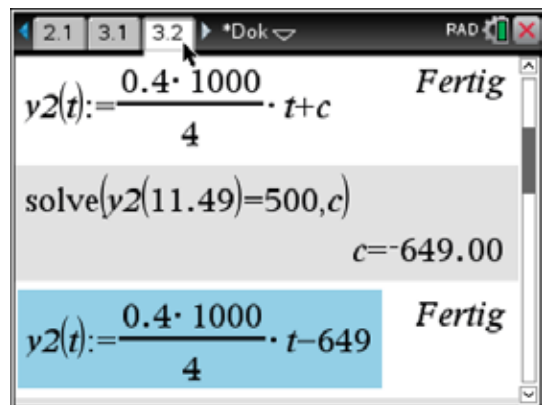 2.1 3.1 3.2 *Dok RAD
y2(t):=0.4·1000/4·t+c Fertig
solve(y2(11.49)=500,c)
c=-649.00
y2(t):=0.4·1000/4·t-649 Fertig